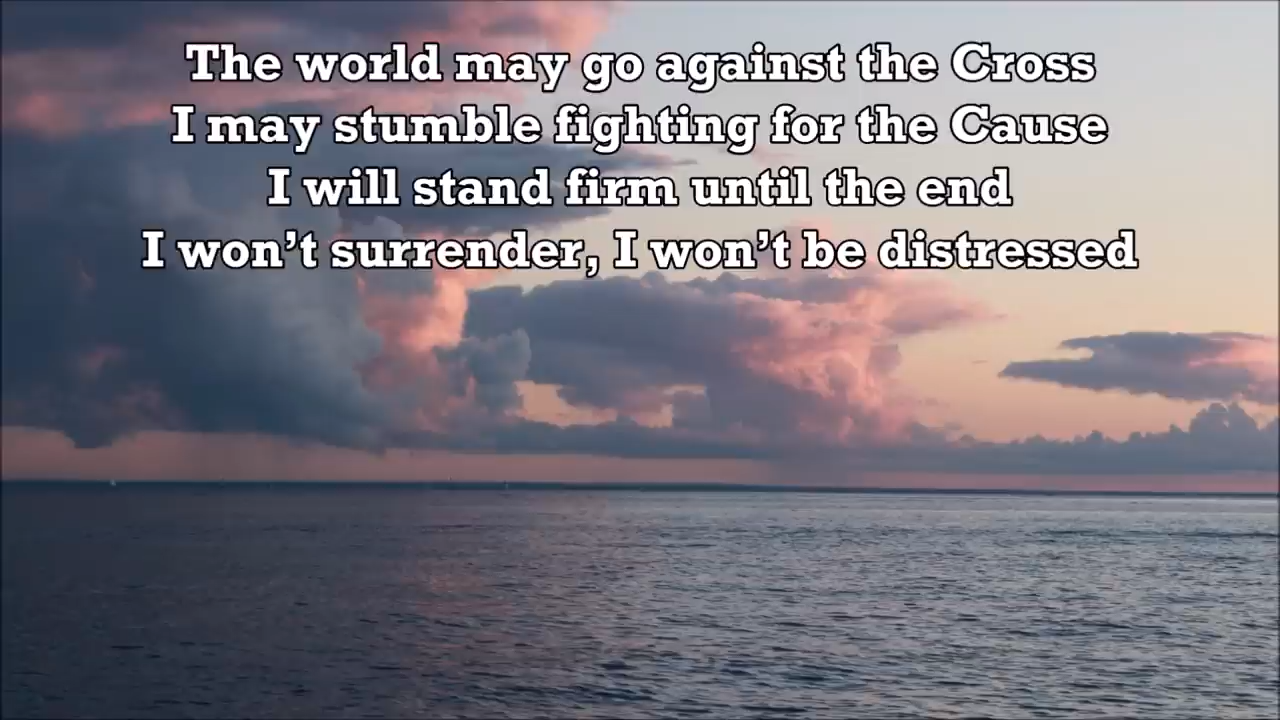 The world may go against the Cross
I may stumble fighting for the Cause
I will stand firm until the end
I won’t surrender, I won’t be distressed